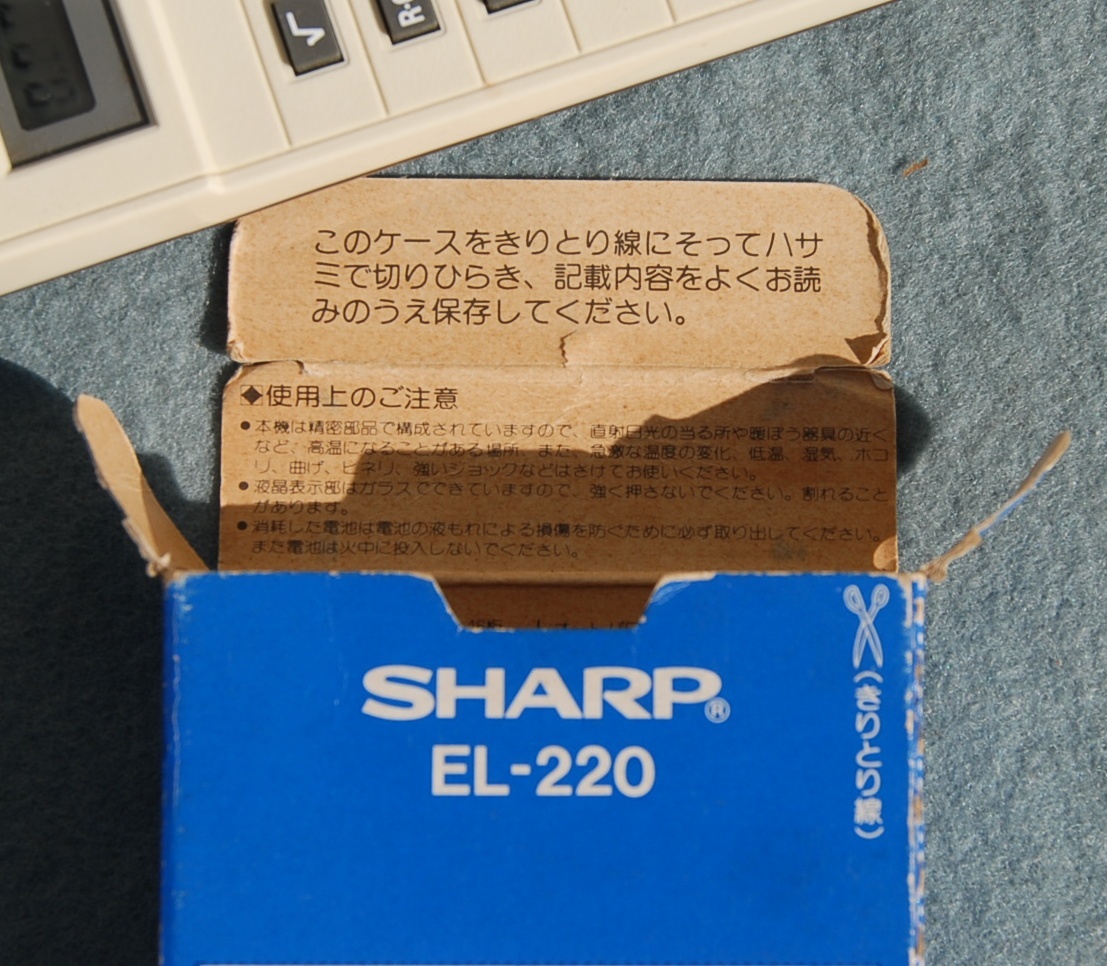 √
R·C
このケースをきりとり線にそってハサ
ミで切りひらき、記載内容をよくお読
みのうえ保存してください。
◆使用上のご注意
●本機は精密部品で構成されていますので、直射日光の当る所や暖ぼう器具の近く
など、高温になることがある場所、また、急激な温度の変化、低温、湿気、ホコ
リ、曲げ、ヒネリ、強いショックなどはさけてお使いください。
●液晶表示部はガラスでできていますので、強く押さないでください。割れること
があります。
●消耗した電池は電池の液もれによる損傷を防ぐために必ず取り出してください。
また電池は火中に投入しないでください。
SHARP®
EL-220
(きりとり線)